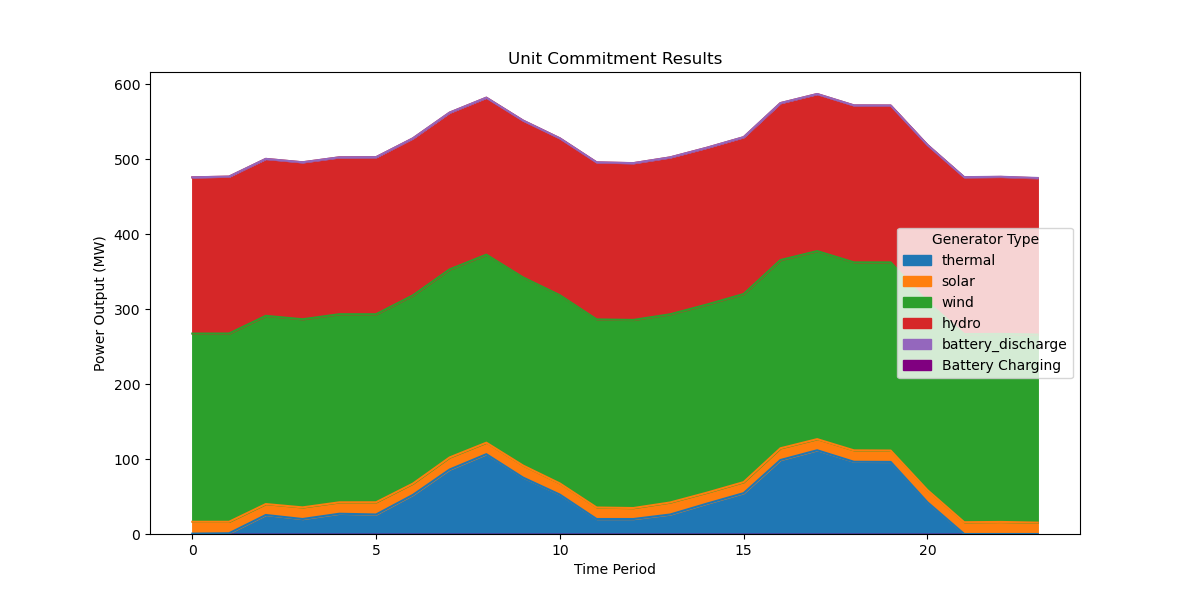 Unit Commitment Results
Power Output (MW)
600
500
400
300
200
100
0
0 5 10 15 20
Time Period
Generator Type
thermal
solar
wind
hydro
battery_discharge
Battery Charging